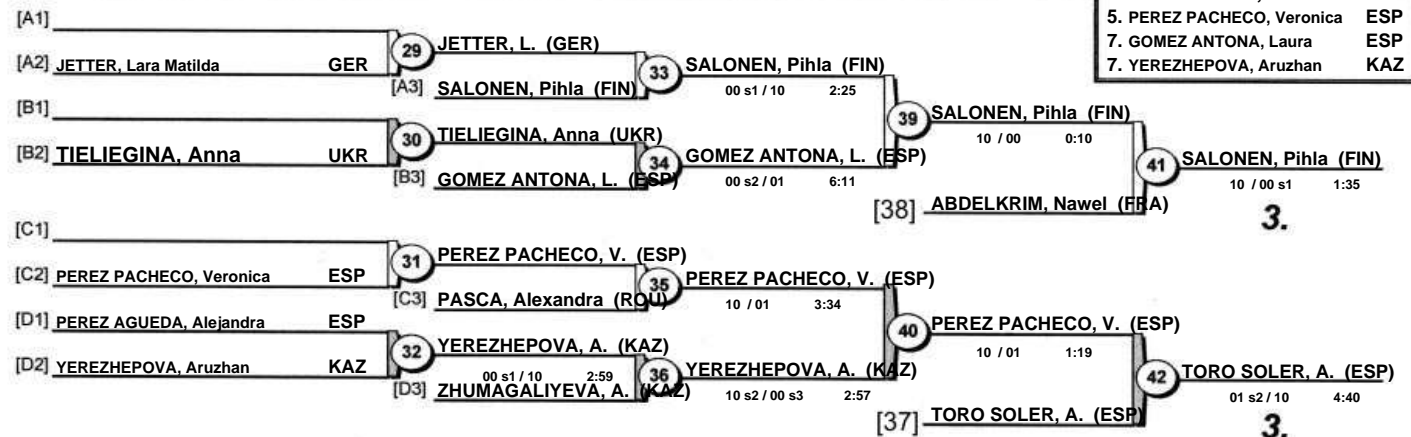 5. PEREZ PACHECO, Veronica ESP
7. GOMEZ ANTONA, Laura ESP
7. YEREZHEPOVA, Aruzhan KAZ
[A1]
[A2] JETTER, Lara Matilda GER
29 JETTER, L. (GER)
[A3] SALONEN, Pihla (FIN)
33 SALONEN, Pihla (FIN)
00 s1 / 10 2:25
[B1]
[B2] TIELIEGINA, Anna UKR
30 TIELIEGINA, Anna (UKR)
[B3] GOMEZ ANTONA, L. (ESP)
34 GOMEZ ANTONA, L. (ESP)
00 s2 / 01 6:11
39 SALONEN, Pihla (FIN)
10 / 00 0:10
[38] ABDELKRIM, Nawel (FRA)
41 SALONEN, Pihla (FIN)
10 / 00 s1 1:35
3.
[C1]
[C2] PEREZ PACHECO, Veronica ESP
31 PEREZ PACHECO, V. (ESP)
[C3] PASCA, Alexandra (ROU)
35 PEREZ PACHECO, V. (ESP)
10 / 01 3:34
[D1] PEREZ AGUEDA, Alejandra ESP
[D2] YEREZHEPOVA, Aruzhan KAZ
32 YEREZHEPOVA, A. (KAZ)
00 s1 / 10 2:59
[D3] ZHUMAGALIYEVA, A. (KAZ)
36 YEREZHEPOVA, A. (KAZ)
10 s2 / 00 s3 2:57
40 PEREZ PACHECO, V. (ESP)
10 / 01 1:19
[37] TORO SOLER, A. (ESP)
42 TORO SOLER, A. (ESP)
01 s2 / 10 4:40
3.